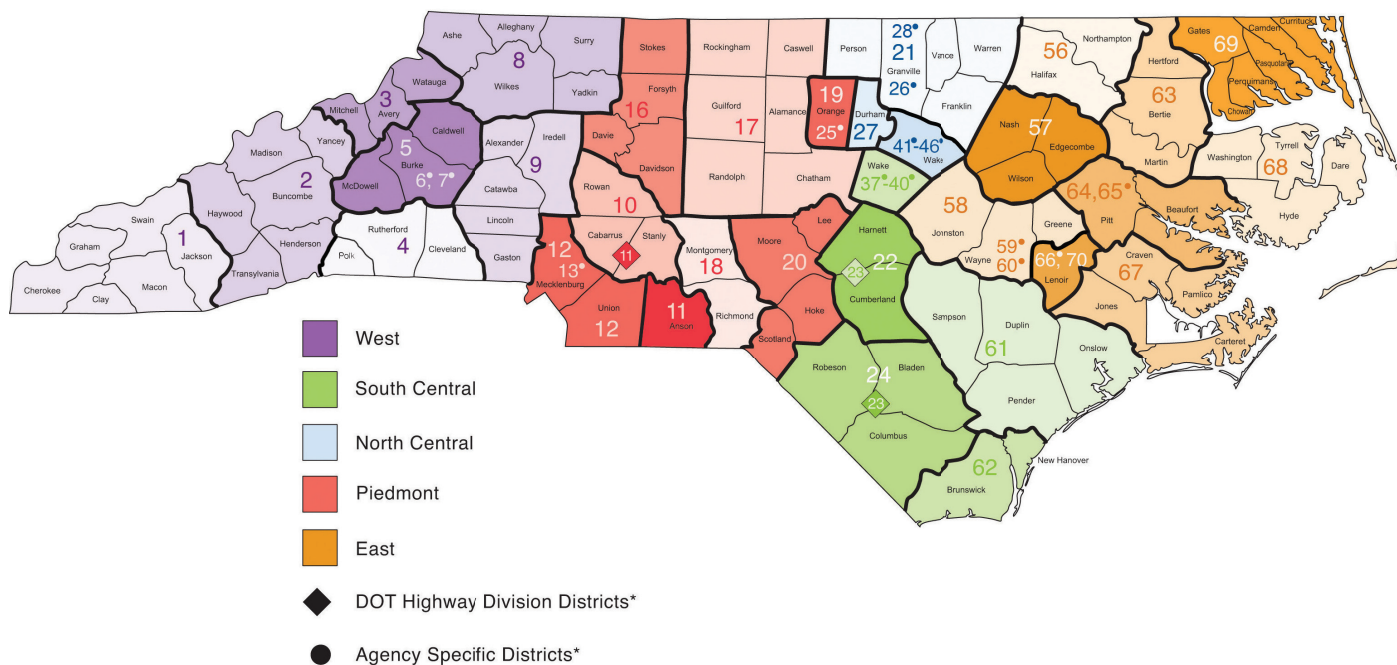 Ashe
Alleghany
Surry
8
Wilkes
Yadkin
Watauga
3
Mitchell
Avery
Caldwell
5
Burke
6•, 7•
McDowell
Yancey
Madison
2
Buncombe
Haywood
Henderson
Transylvania
Swain
1
Graham
Jackson
Macon
Cherokee
Clay
Rutherford
4
Polk
Cleveland
Alexander
Iredell
9
Catawba
Lincoln
Gaston
Stokes
Forsyth
16
Davie
Davidson
Rockingham
Caswell
Guilford
17
Alamance
Randolph
Chatham
Rowan
10
Cabarrus
Stanly
11
12
13•
Mecklenburg
Union
12
11
Anson
Montgomery
18
Richmond
Moore
Lee
20
Hoke
Scotland
19
Orange
25•
Durham
27
Person
28•
21
Granville
26•
Vance
Warren
Franklin
41•-46•
Wake
Wake
37•-40•
Harnett
22
23
Cumberland
Robeson
24
Bladen
23
Columbus
Sampson
Duplin
61
Onslow
Pender
62
New Hanover
Brunswick
Northampton
56
Halifax
Nash
57
Edgecombe
Wilson
58
Jonnston
Wayne
59•
60•
Greene
Hertford
63
Bertie
Martin
64,65•
Pitt
Beaufort
66•, 70
Lenoir
Craven
67
Jones
Pamlico
Carteret
Gates
69
Camden
Currituck
Pasquotank
Perquimans
Chowan
Washington
Tyrrell
68
Dare
Hyde
West
South Central
North Central
Piedmont
East
DOT Highway Division Districts*
Agency Specific Districts*